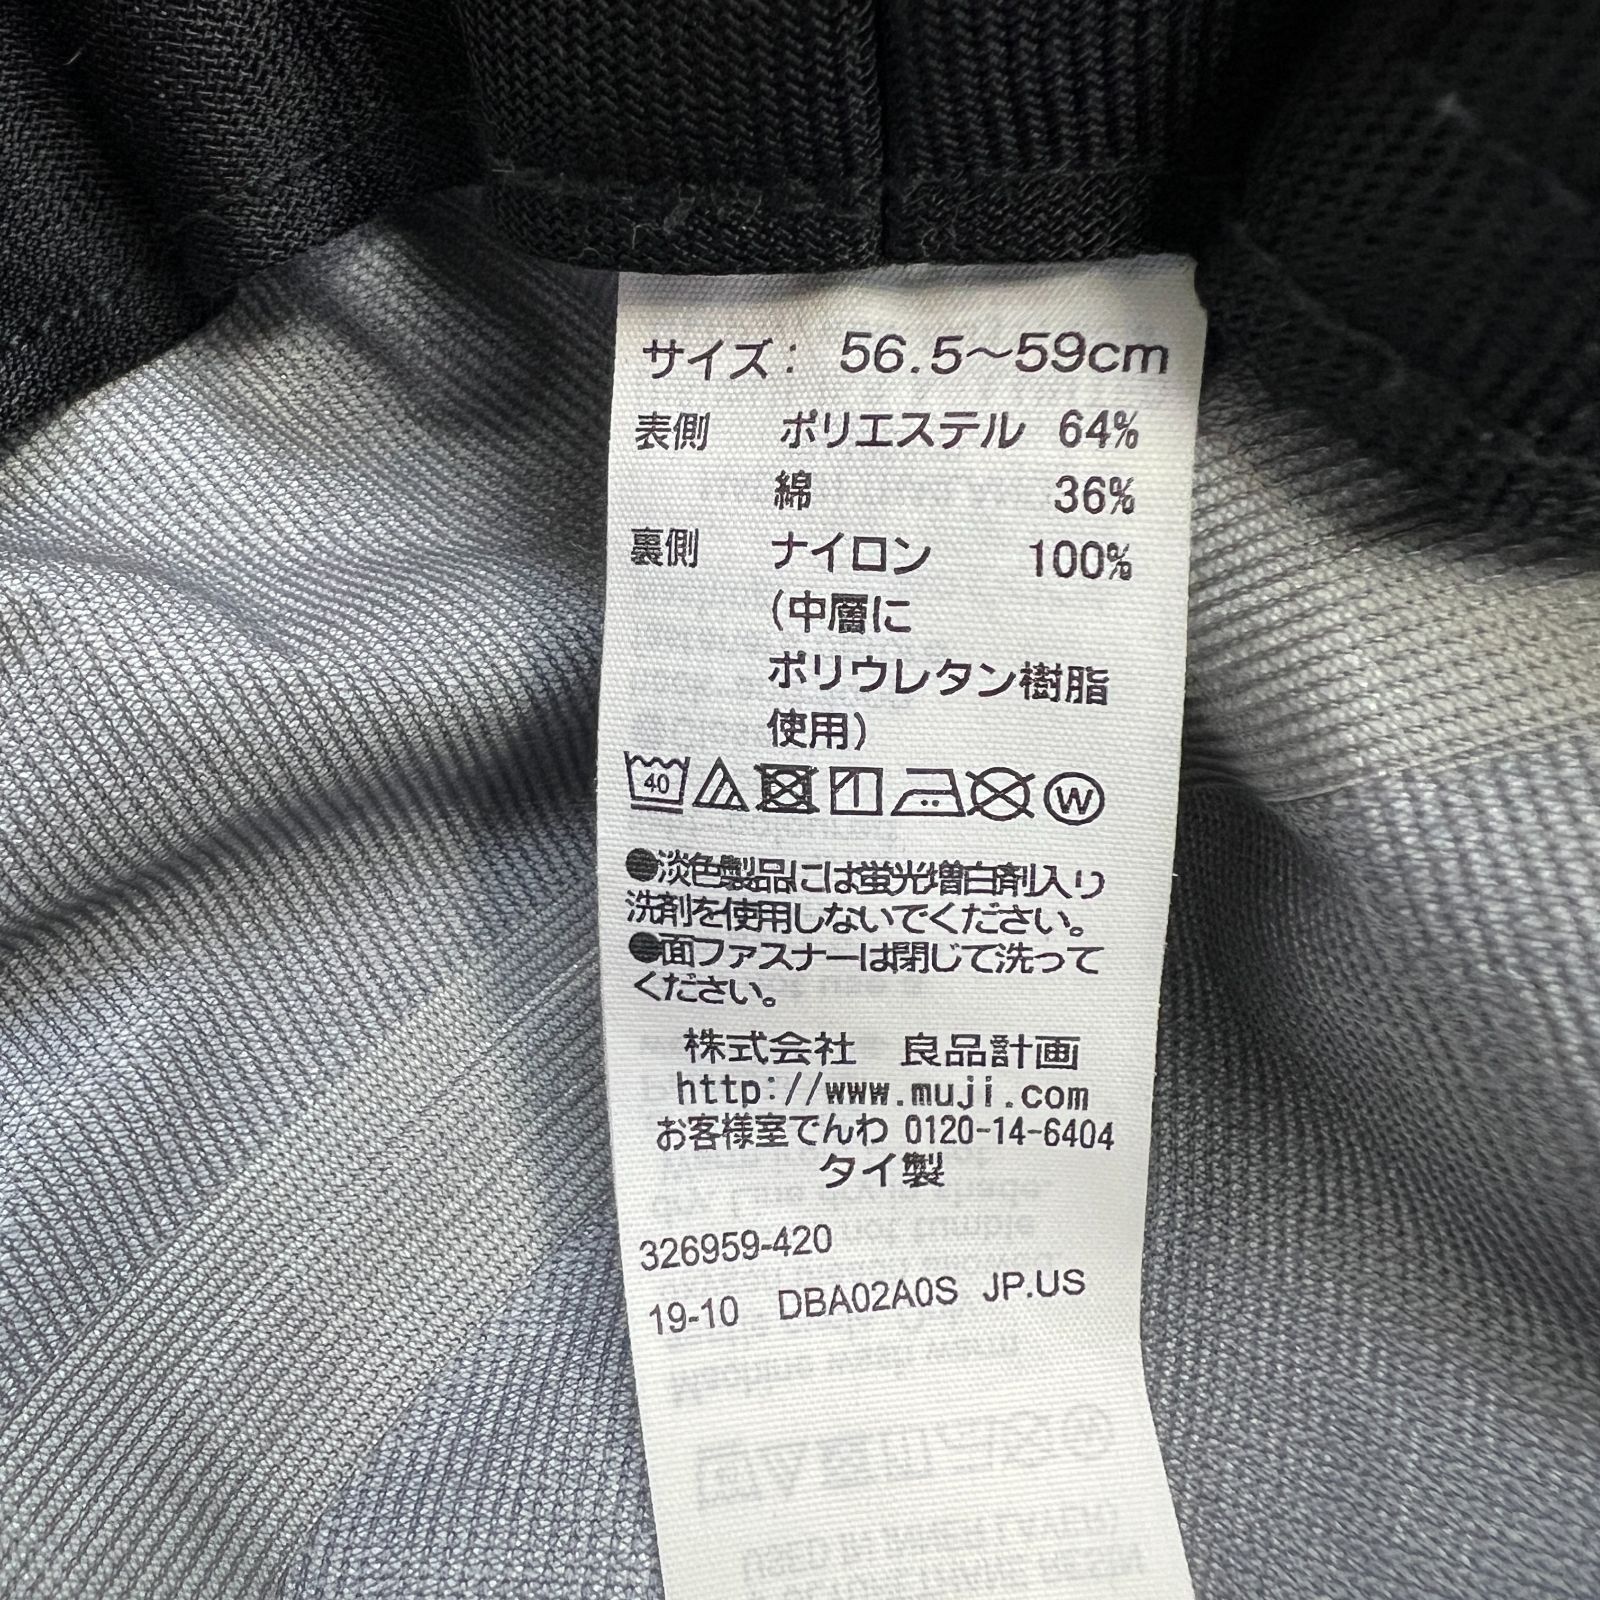 サイズ: 56.5〜59cm
表側 ポリエステル 64%
綿 36%
裏側 ナイロン 100%
(中層に
ポリウレタン樹脂
使用)
40 W
●淡色製品には蛍光増白剤入り
洗剤を使用しないでください。
●面ファスナーは閉じて洗って
ください。
株式会社 良品計画
http://www.muji.com
お客様室でんわ 0120-14-6404
タイ製
326959-420
19-10 DBA02A0S JP.US
Machine wash warm